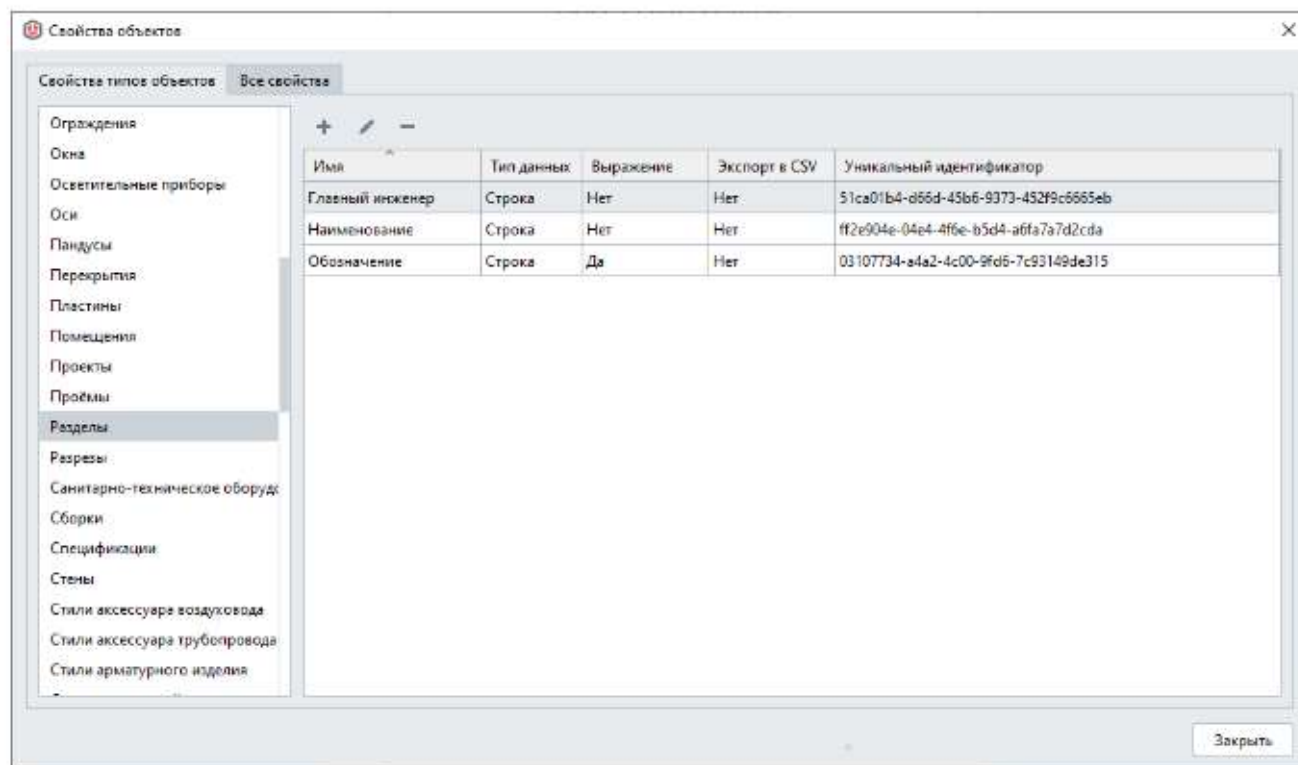 Свойства объектов
Свойства типов объектов Все свойства
Ограждения
Окна
Осветительные приборы
Оси
Пандусы
Перекрытия
Пластины
Помещения
Проекты
Проёмы
Разделы
Разрезы
Санитарно-техническое оборудо
Сборки
Спецификации
Стены
Стили аксессуара воздуховода
Стили аксессуара трубопровода
Стили арматурного изделия
Имя Тип данных Выражение Экспорт в CSV Уникальный идентификатор
Главный инженер Строка Нет Нет 51ca01b4-d66d-45b6-9373-452f9c6665eb
Наименование Строка Нет Нет ff2e904e-04e4-4f6e-b5d4-a6fa7a7d2cda
Обозначение Строка Да Нет 03107734-a4a2-4c00-9fd6-7c93149de315
Закрыть